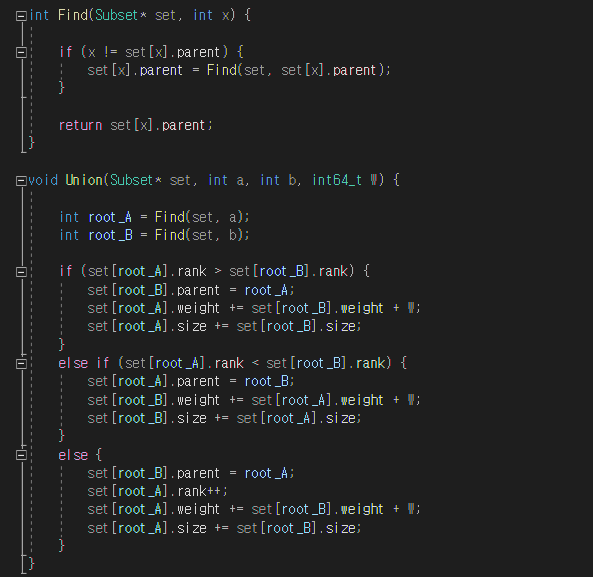 int Find(Subset* set, int x) {
if (x != set[x].parent) {
set[x].parent = Find(set, set[x].parent);
}
return set[x].parent;
}
void Union(Subset* set, int a, int b, int64_t W) {
int root_A = Find(set, a);
int root_B = Find(set, b);
if (set[root_A].rank > set[root_B].rank) {
set[root_B].parent = root_A;
set[root_A].weight += set[root_B].weight + W;
set[root_A].size += set[root_B].size;
}
else if (set[root_A].rank < set[root_B].rank) {
set[root_A].parent = root_B;
set[root_B].weight += set[root_A].weight + W;
set[root_B].size += set[root_A].size;
}
else {
set[root_B].parent = root_A;
set[root_A].rank++;
set[root_A].weight += set[root_B].weight + W;
set[root_A].size += set[root_B].size;
}
}